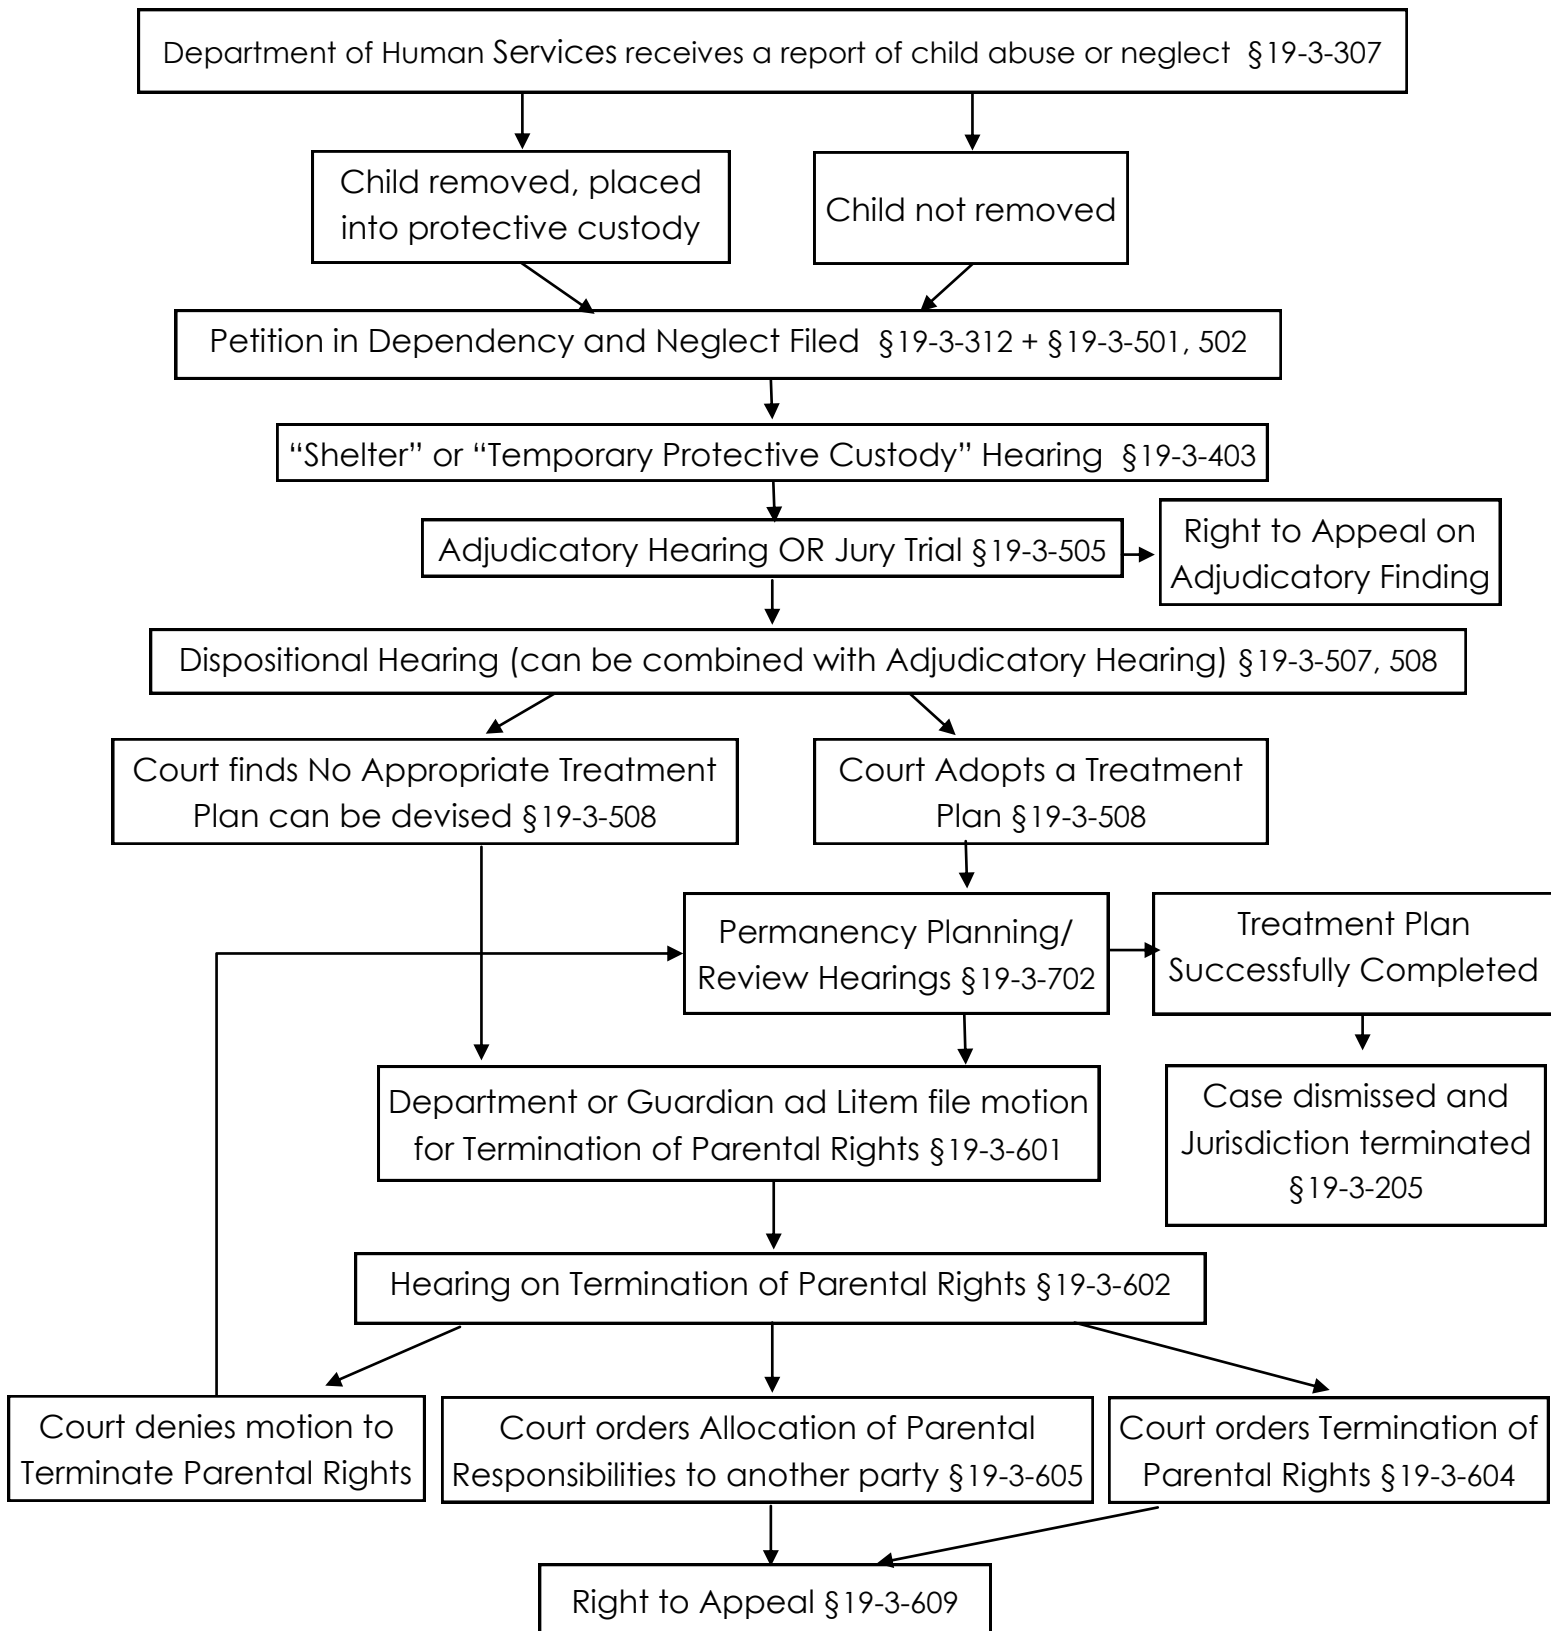 Department of Human Services receives a report of child abuse or neglect §19-3-307
Child removed, placed
into protective custody
Child not removed
Petition in Dependency and Neglect Filed §19-3-312 + §19-3-501, 502
“Shelter” or “Temporary Protective Custody” Hearing §19-3-403
Adjudicatory Hearing OR Jury Trial §19-3-505
Right to Appeal on
Adjudicatory Finding
Dispositional Hearing (can be combined with Adjudicatory Hearing) §19-3-507, 508
Court finds No Appropriate Treatment
Plan can be devised §19-3-508
Court Adopts a Treatment
Plan §19-3-508
Permanency Planning/
Review Hearings §19-3-702
Treatment Plan
Successfully Completed
Department or Guardian ad Litem file motion
for Termination of Parental Rights §19-3-601
Case dismissed and
Jurisdiction terminated
§19-3-205
Hearing on Termination of Parental Rights §19-3-602
Court denies motion to
Terminate Parental Rights
Court orders Allocation of Parental
Responsibilities to another party §19-3-605
Court orders Termination of
Parental Rights §19-3-604
Right to Appeal §19-3-609